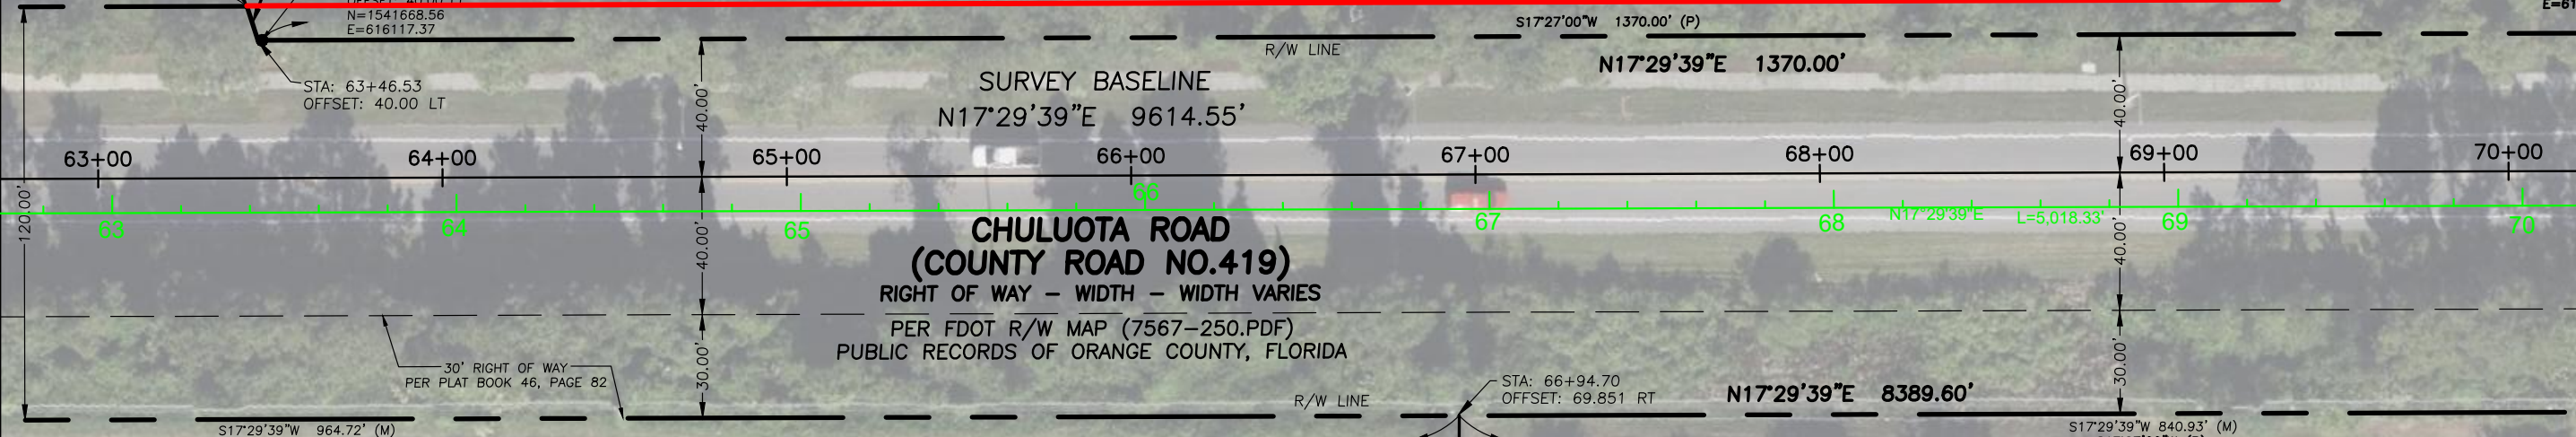 N=1541668.56
E=616117.37
STA: 63+46.53
OFFSET: 40.00 LT
S17°27'00"W 1370.00' (P)
R/W LINE
N17°29'39"E 1370.00'
SURVEY BASELINE
N17°29'39"E 9614.55'
40.00'
40.00'
63+00 64+00 65+00 66+00 67+00 68+00 69+00 70+00
120.00'
63 64 65 66 67 68 69 70
N17°29'39"E L=5,018.33'
40.00'
40.00'
CHULUOTA ROAD
(COUNTY ROAD NO.419)
RIGHT OF WAY - WIDTH - WIDTH VARIES
PER FDOT R/W MAP (7567-250.PDF)
PUBLIC RECORDS OF ORANGE COUNTY, FLORIDA
30' RIGHT OF WAY
PER PLAT BOOK 46, PAGE 82
30.00'
30.00'
STA: 66+94.70
OFFSET: 69.851 RT
N17°29'39"E 8389.60'
R/W LINE
S17°29'39"W 964.72' (M)
S17°29'39"W 840.93' (M)